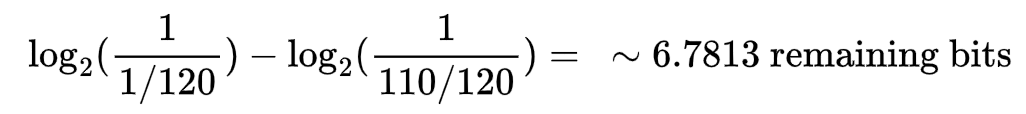 log₂(1/(1/120)) − log₂(1/(110/120)) = ∼ 6.7813 remaining bits